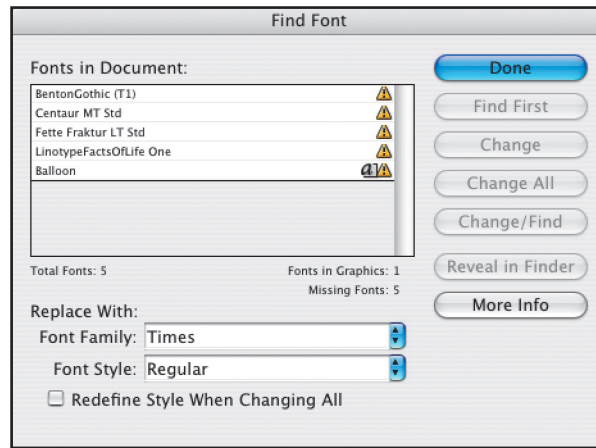 Find Font
Fonts in Document:
BentonGothic (T1)
Centaur MT Std
Fette Fraktur LT Std
LinotypeFactsOfLife One
Balloon
Total Fonts: 5
Fonts in Graphics: 1
Missing Fonts: 5
Replace With:
Font Family: Times
Font Style: Regular
Redefine Style When Changing All
Done
Find First
Change
Change All
Change/Find
Reveal in Finder
More Info